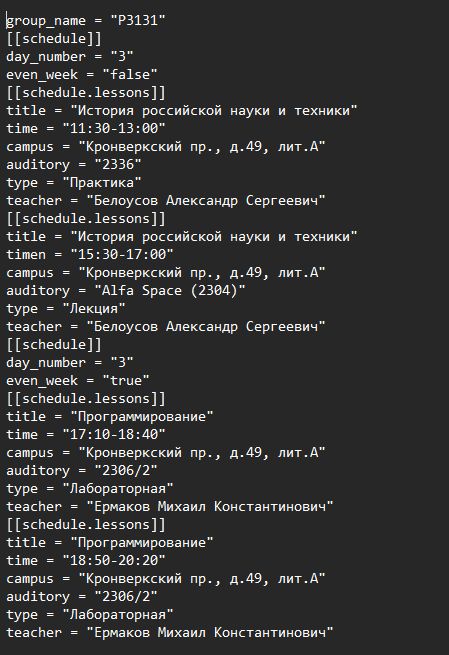 group_name = "P3131"
[[schedule]]
day_number = "3"
even_week = "false"
[[schedule.lessons]]
title = "История российской науки и техники"
time = "11:30-13:00"
campus = "Кронверкский пр., д.49, лит.А"
auditory = "2336"
type = "Практика"
teacher = "Белоусов Александр Сергеевич"
[[schedule.lessons]]
title = "История российской науки и техники"
timen = "15:30-17:00"
campus = "Кронверкский пр., д.49, лит.А"
auditory = "Alfa Space (2304)"
type = "Лекция"
teacher = "Белоусов Александр Сергеевич"
[[schedule]]
day_number = "3"
even_week = "true"
[[schedule.lessons]]
title = "Программирование"
time = "17:10-18:40"
campus = "Кронверкский пр., д.49, лит.А"
auditory = "2306/2"
type = "Лабораторная"
teacher = "Ермаков Михаил Константинович"
[[schedule.lessons]]
title = "Программирование"
time = "18:50-20:20"
campus = "Кронверкский пр., д.49, лит.А"
auditory = "2306/2"
type = "Лабораторная"
teacher = "Ермаков Михаил Константинович"